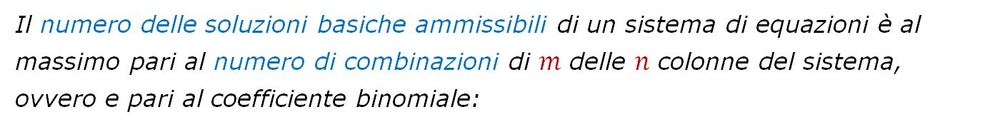 Il numero delle soluzioni basiche ammissibili di un sistema di equazioni è al
massimo pari al numero di combinazioni di m delle n colonne del sistema,
ovvero e pari al coefficiente binomiale: